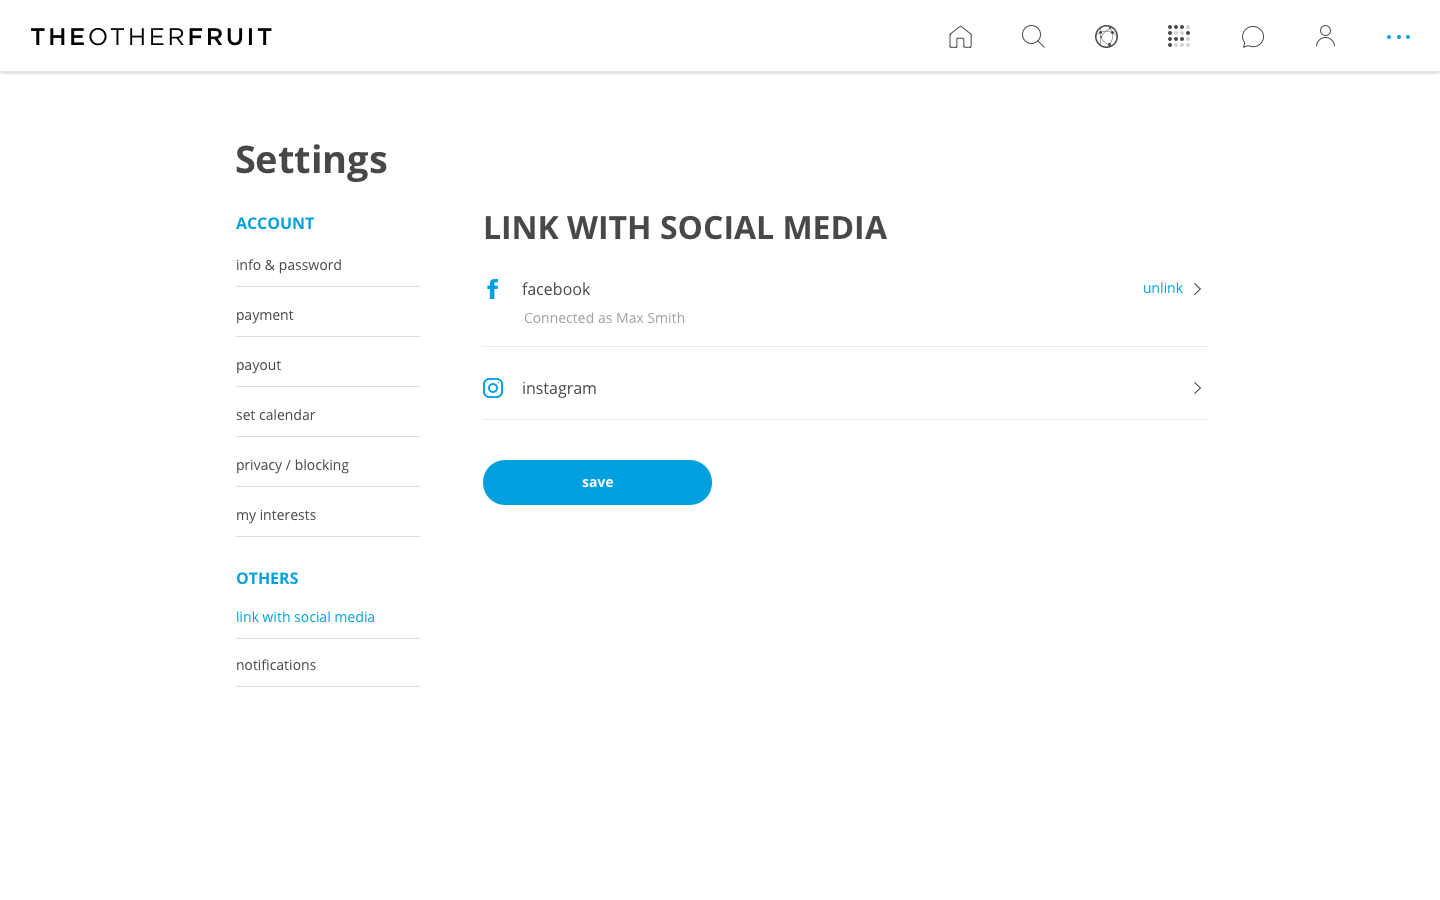 THEOTHERFRUIT
Settings
ACCOUNT
info & password
payment
payout
set calendar
privacy / blocking
my interests
OTHERS
link with social media
notifications
LINK WITH SOCIAL MEDIA
facebook
unlink
Connected as Max Smith
instagram
save